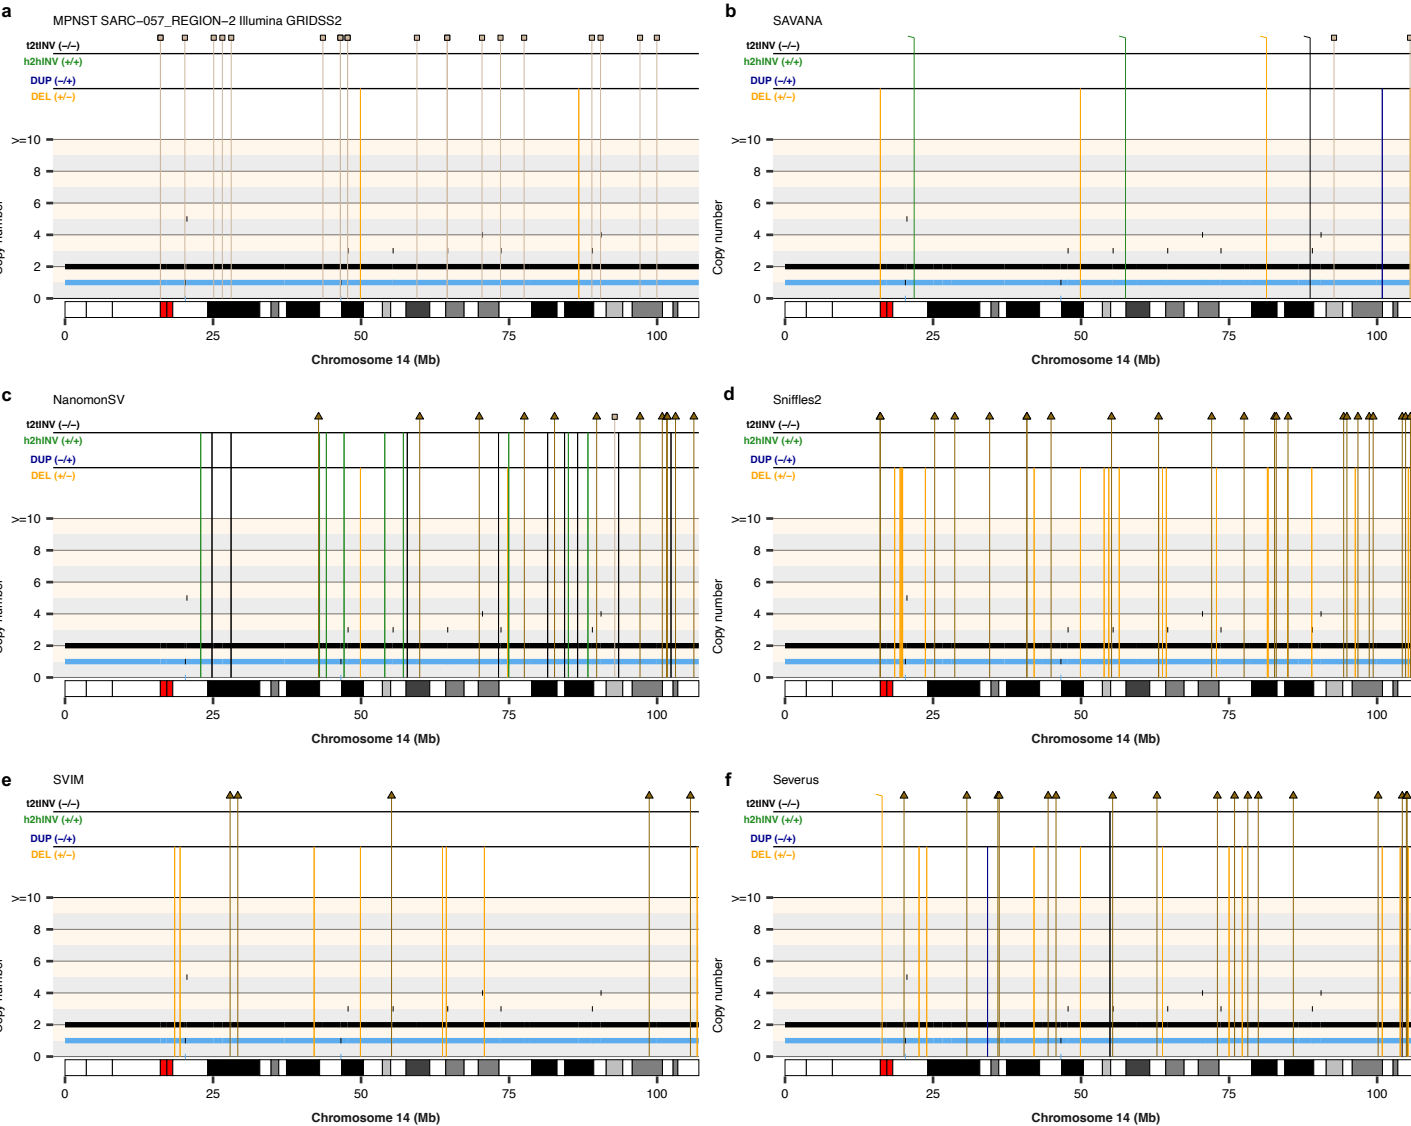 a
MPNST SARC−057_REGION−2 Illumina GRIDSS2
t2tINV (−/−)
h2hINV (+/+)
DUP (−/+)
DEL (+/−)
>=10
8
6
4
2
0
Copy number
0 25 50 75 100
Chromosome 14 (Mb)
b
SAVANA
t2tINV (−/−)
h2hINV (+/+)
DUP (−/+)
DEL (+/−)
>=10
8
6
4
2
0
Copy number
0 25 50 75 100
Chromosome 14 (Mb)
c
NanomonSV
t2tINV (−/−)
h2hINV (+/+)
DUP (−/+)
DEL (+/−)
>=10
8
6
4
2
0
Copy number
0 25 50 75 100
Chromosome 14 (Mb)
d
Sniffles2
t2tINV (−/−)
h2hINV (+/+)
DUP (−/+)
DEL (+/−)
>=10
8
6
4
2
0
Copy number
0 25 50 75 100
Chromosome 14 (Mb)
e
SVIM
t2tINV (−/−)
h2hINV (+/+)
DUP (−/+)
DEL (+/−)
>=10
8
6
4
2
0
Copy number
0 25 50 75 100
Chromosome 14 (Mb)
f
Severus
t2tINV (−/−)
h2hINV (+/+)
DUP (−/+)
DEL (+/−)
>=10
8
6
4
2
0
Copy number
0 25 50 75 100
Chromosome 14 (Mb)